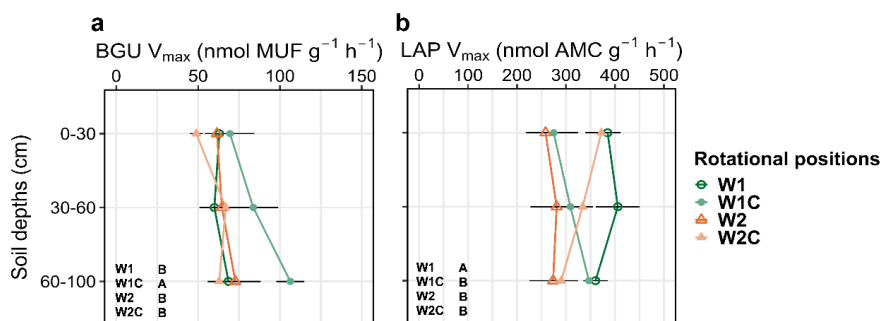 a
BGU Vmax (nmol MUF g⁻¹ h⁻¹)
0 50 100 150
b
LAP Vmax (nmol AMC g⁻¹ h⁻¹)
0 100 200 300 400 500
Soil depths (cm)
0-30
30-60
60-100
W1 B
W1C A
W2 B
W2C B
W1 A
W1C B
W2 B
W2C B
Rotational positions
W1
W1C
W2
W2C